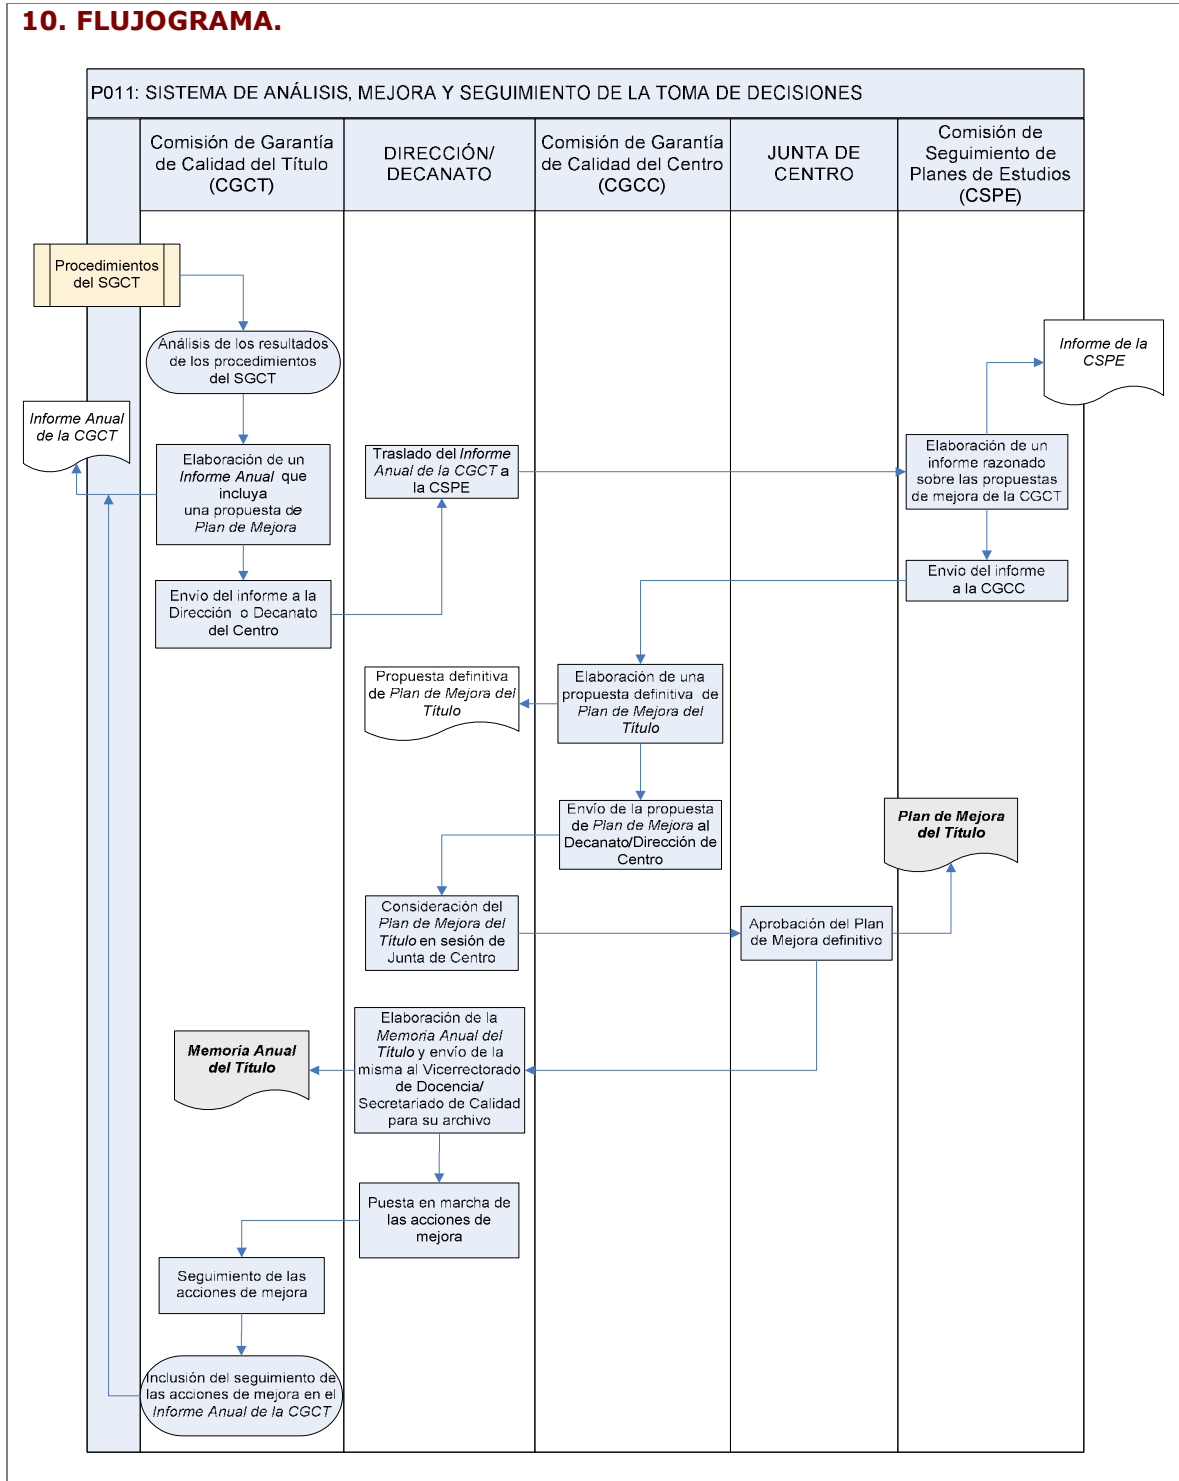 10. FLUJOGRAMA.
P011: SISTEMA DE ANÁLISIS, MEJORA Y SEGUIMIENTO DE LA TOMA DE DECISIONES
Comisión de Garantía
de Calidad del Título
(CGCT)
DIRECCIÓN/
DECANATO
Comisión de Garantía
de Calidad del Centro
(CGCC)
JUNTA DE
CENTRO
Comisión de
Seguimiento de
Planes de Estudios
(CSPE)
Procedimientos
del SGCT
Análisis de los resultados
de los procedimientos
del SGCT
Informe de la
CSPE
Informe Anual
de la CGCT
Elaboración de un
Informe Anual que
incluya
una propuesta de
Plan de Mejora
Traslado del Informe
Anual de la CGCT a
la CSPE
Elaboración de un
informe razonado
sobre las propuestas
de mejora de la CGCT
Envio del informe a la
Dirección o Decanato
del Centro
Envio del informe
a la CGCC
Propuesta definitiva
de Plan de Mejora del
Título
Elaboración de una
propuesta definitiva de
Plan de Mejora del
Título
Envío de la propuesta
de Plan de Mejora al
Decanato/Dirección de
Centro
Plan de Mejora
del Título
Consideración del
Plan de Mejora del
Título en sesión de
Junta de Centro
Aprobación del Plan
de Mejora definitivo
Memoria Anual
del Título
Elaboración de la
Memoria Anual del
Título y envío de la
misma al Vicerrectorado
de Docencia/
Secretariado de Calidad
para su archivo
Puesta en marcha de
las acciones de
mejora
Seguimiento de las
acciones de mejora
Inclusión del seguimiento de
las acciones de mejora en el
Informe Anual de la CGCT